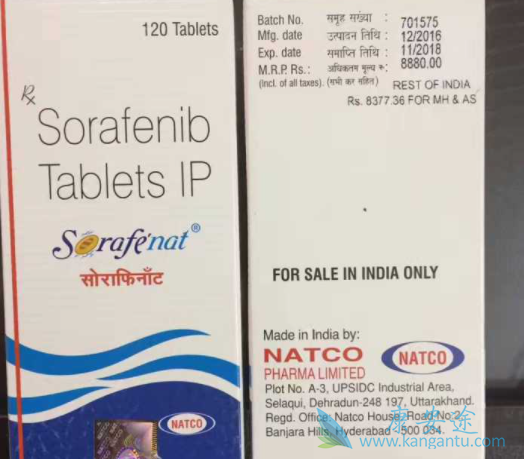 120 Tablets
Rx
Sorafenib
Tablets IP
Sorafenat®
सोराफिनॅट
NATCO
Batch No. समूह संख्या : 701575
Mfg. date उत्पादन तिथि : 12/2016
Exp. date समाप्ति तिथि : 11/2018
M.R.P. Rs.: अधिकतम मूल्य रु: 8880.00
(Incl. of all taxes). (सभी कर सहित) REST OF INDIA
Rs. 8377.36 FOR MH & AS
FOR SALE IN INDIA ONLY
Made in India by:
NATCO
PHARMA LIMITED
NATCO
Plot No. A-3, UPSIDC Industrial Area,
Selaqui, Dehradun-248 197, Uttarakhand.
Regd. Office: Natco House, Road No.2,
Banjara Hills, Hyderabad - 500 034.
康安途
www.kangantu.com